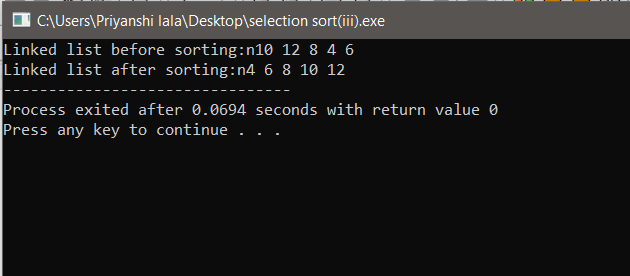 C:\Users\Priyanshi lala\Desktop\selection sort(iii).exe
Linked list before sorting:n10 12 8 4 6
Linked list after sorting:n4 6 8 10 12
--------------------------------
Process exited after 0.0694 seconds with return value 0
Press any key to continue . . .